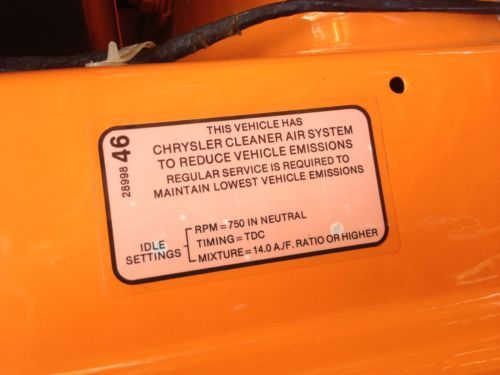 THIS VEHICLE HAS
CHRYSLER CLEANER AIR SYSTEM
TO REDUCE VEHICLE EMISSIONS
REGULAR SERVICE IS REQUIRED TO
MAINTAIN LOWEST VEHICLE EMISSIONS
28998 46
IDLE
SETTINGS
RPM=750 IN NEUTRAL
TIMING=TDC
MIXTURE=14.0 A/F. RATIO OR HIGHER